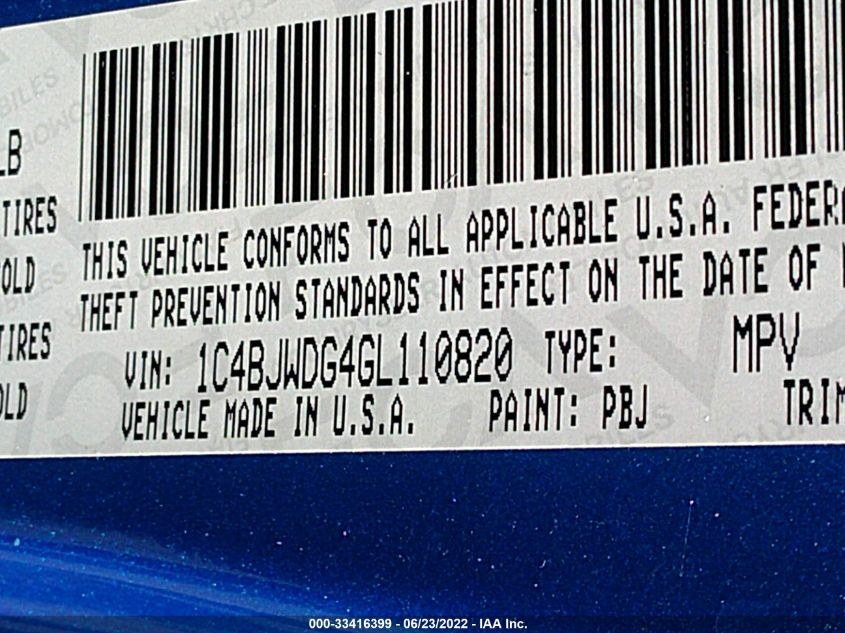 LB
TIRES
OLD
TIRES
OLD
THIS VEHICLE CONFORMS TO ALL APPLICABLE U.S.A. FEDERA
THEFT PREVENTION STANDARDS IN EFFECT ON THE DATE OF
VIN: 1C4BJWDG4GL110820 TYPE: MPV
VEHICLE MADE IN U.S.A. PAINT: PBJ TRIM
000-33416399 - 06/23/2022 - IAA Inc.